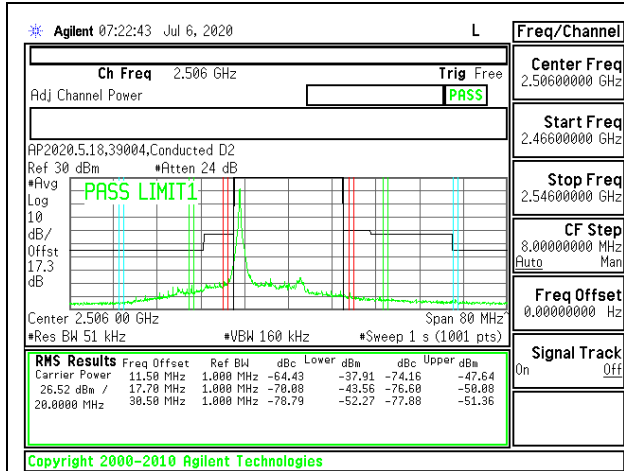 Agilent 07:22:43 Jul 6, 2020 L
Freq/Channel
Ch Freq 2.506 GHz Trig Free
Adj Channel Power PASS
AP2020.5.18,39004,Conducted D2
Ref 30 dBm #Atten 24 dB
#Avg
Log
10
dB/
Offst
17.3
dB
PASS LIMIT1
Center 2.506 00 GHz Span 80 MHz
#Res BW 51 kHz #VBW 160 kHz #Sweep 1 s (1001 pts)
RMS Results Freq Offset Ref BW dBc Lower dBm dBc Upper dBm
Carrier Power 11.50 MHz 1.000 MHz -64.43 -37.91 -74.16 -47.64
26.52 dBm / 17.70 MHz 1.000 MHz -70.08 -43.56 -76.60 -50.08
20.0000 MHz 30.50 MHz 1.000 MHz -78.79 -52.27 -77.88 -51.36
Center Freq
2.50600000 GHz
Start Freq
2.46600000 GHz
Stop Freq
2.54600000 GHz
CF Step
8.00000000 MHz
Auto Man
Freq Offset
0.00000000 Hz
Signal Track
On Off
Copyright 2000-2010 Agilent Technologies